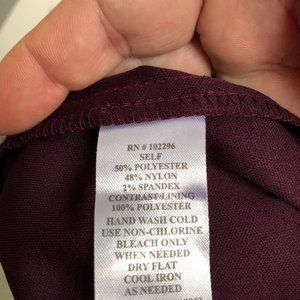 RN # 102296
SELF
50% POLYESTER
48% NYLON
2% SPANDEX
CONTRAST/LINING
100% POLYESTER
HAND WASH COLD
USE NON-CHLORINE
BLEACH ONLY
WHEN NEEDED
DRY FLAT
COOL IRON
AS NEEDED